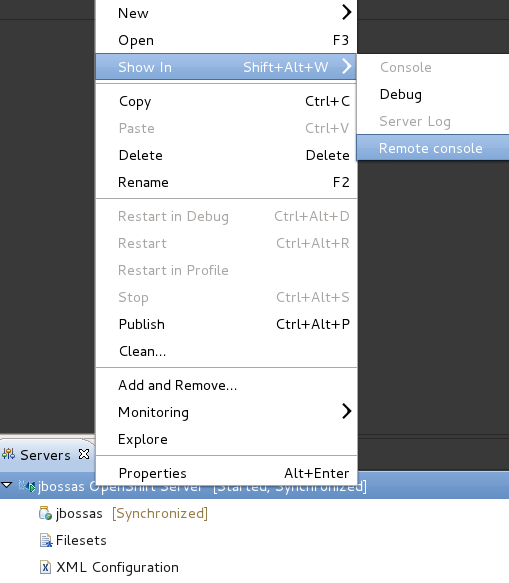 New
Open F3
Show In Shift+Alt+W
Console
Debug
Server Log
Remote console
Copy Ctrl+C
Paste Ctrl+V
Delete Delete
Rename F2
Restart in Debug Ctrl+Alt+D
Restart Ctrl+Alt+R
Restart in Profile
Stop Ctrl+Alt+S
Publish Ctrl+Alt+P
Clean...
Add and Remove...
Monitoring
Explore
Properties Alt+Enter
Servers
jbossas OpenShift Server [Started, Synchronized]
jbossas [Synchronized]
Filesets
XML Configuration